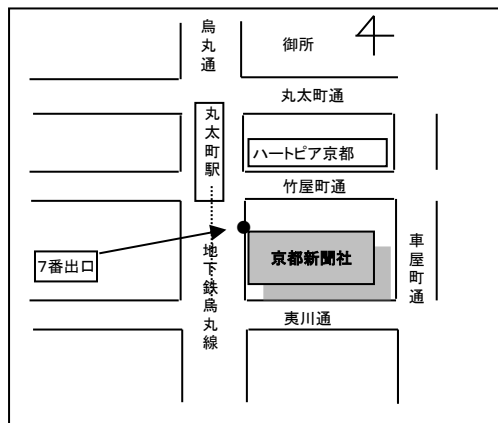 烏丸通
御所
丸太町通
丸太町駅
ハートピア京都
竹屋町通
7番出口
地下鉄烏丸線
京都新聞社
車屋町通
夷川通